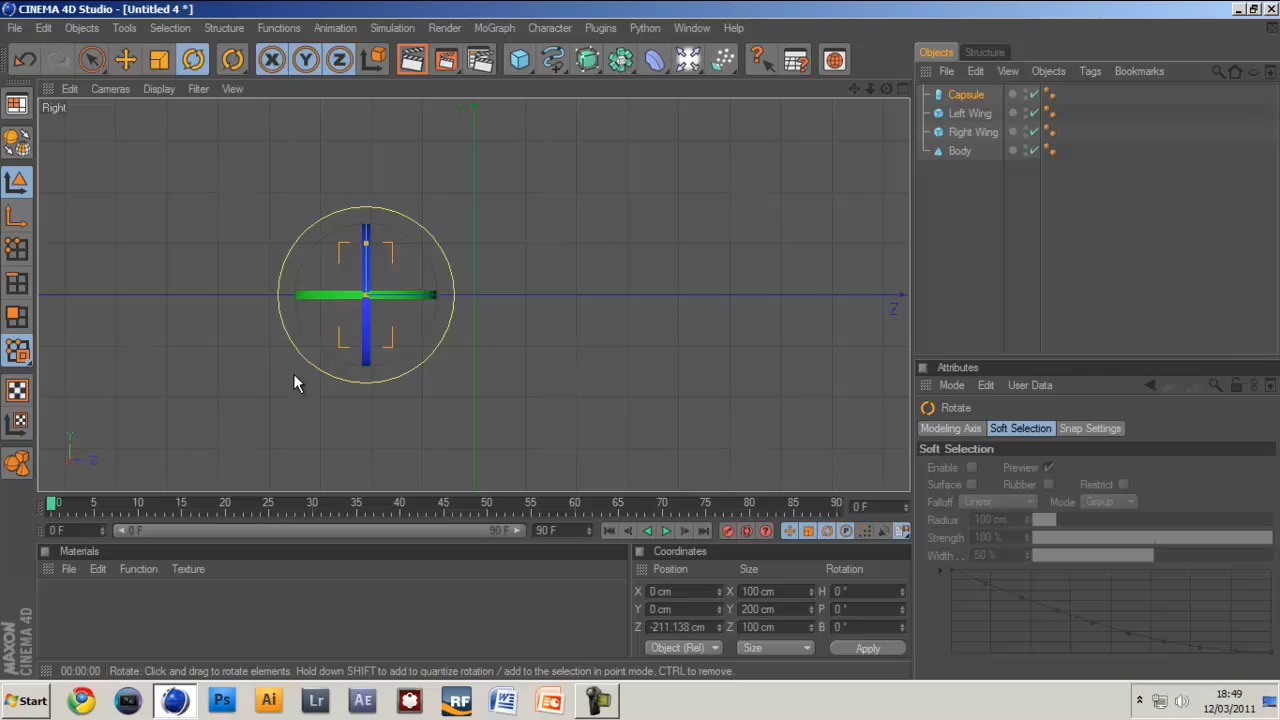 CINEMA 4D Studio - [Untitled 4 *]
File Edit Objects Tools Selection Structure Functions Animation Simulation Render Plugins MoGraph Character Python Window Help
Objects Structure
File Edit View Objects Tags Bookmarks
Edit Cameras Display Filter View
Right
Capsule
Left Wing
Right Wing
Body
Z
Y
Z
Attributes
Mode Edit User Data
Rotate
Modeling Axis Soft Selection Snap Settings
Soft Selection
Enable Preview
Surface Rubber Restrict
Falloff Linear Mode Group
Radius 100 cm
Strength 100 %
Width . . 50 %
0 5 10 15 20 25 30 35 40 45 50 55 60 65 70 75 80 85 90 0 F
0 F 0 F 90 F 90 F
Materials
File Edit Function Texture
Coordinates
Position Size Rotation
X 0 cm X 100 cm H 0 °
Y 0 cm Y 200 cm P 0 °
Z -211.138 cm Z 100 cm B 0 °
Object (Rel) Size Apply
MAXON CINEMA 4D
00:00:00 Rotate: Click and drag to rotate elements. Hold down SHIFT to add to quantize rotation / add to the selection in point mode, CTRL to remove.
Start Ps Ai Lr AE RF
18:49
12/03/2011